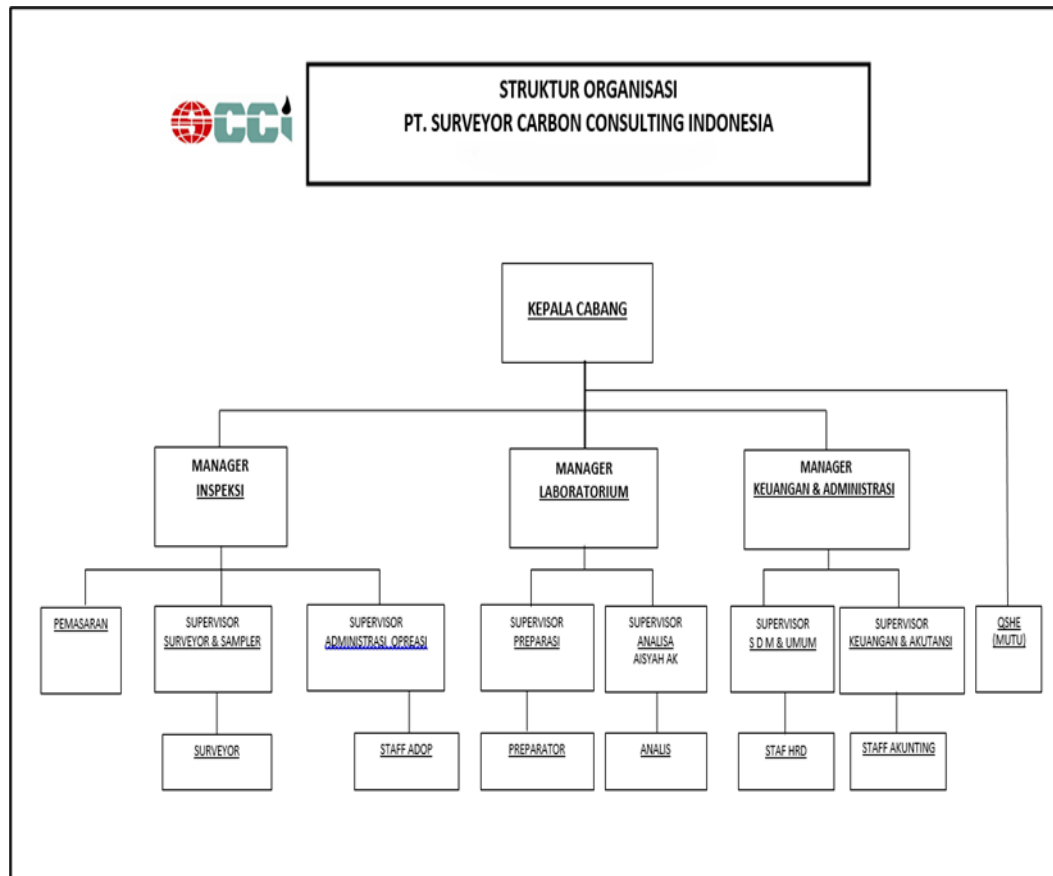 STRUKTUR ORGANISASI
PT. SURVEYOR CARBON CONSULTING INDONESIA
SCCI
KEPALA CABANG
MANAGER
INSPEKSI
MANAGER
LABORATORIUM
MANAGER
KEUANGAN & ADMINISTRASI
PEMASARAN
SUPERVISOR
SURVEYOR & SAMPLER
SUPERVISOR
ADMINISTRASI OPREASI
SUPERVISOR
PREPARASI
SUPERVISOR
ANALISA
AISYAH AK
SUPERVISOR
S D M & UMUM
SUPERVISOR
KEUANGAN & AKUTANSI
QSHE
(MUTU)
SURVEYOR
STAFF ADOP
PREPARATOR
ANALIS
STAF HRD
STAFF AKUNTING